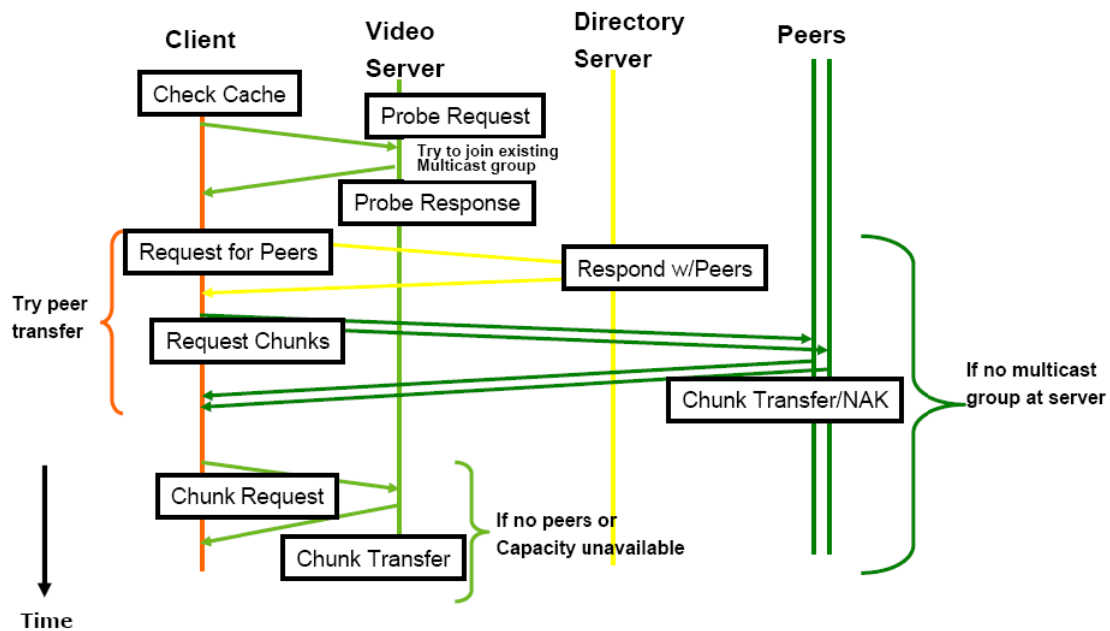 Client
Video
Server
Directory
Server
Peers
Check Cache
Probe Request
Try to join existing
Multicast group
Probe Response
Request for Peers
Respond w/Peers
Try peer
transfer
Request Chunks
Chunk Transfer/NAK
If no multicast
group at server
Chunk Request
If no peers or
Capacity unavailable
Chunk Transfer
Time